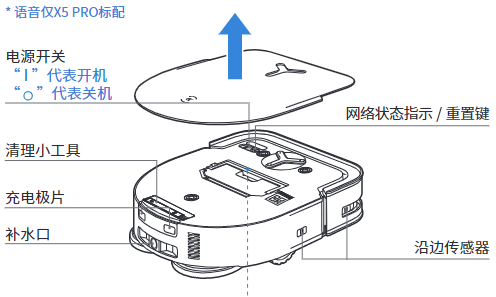 * 语音仅X5 PRO标配
电源开关
“ | ”代表开机
“ ○ ”代表关机
网络状态指示 / 重置键
清理小工具
充电极片
补水口
沿边传感器